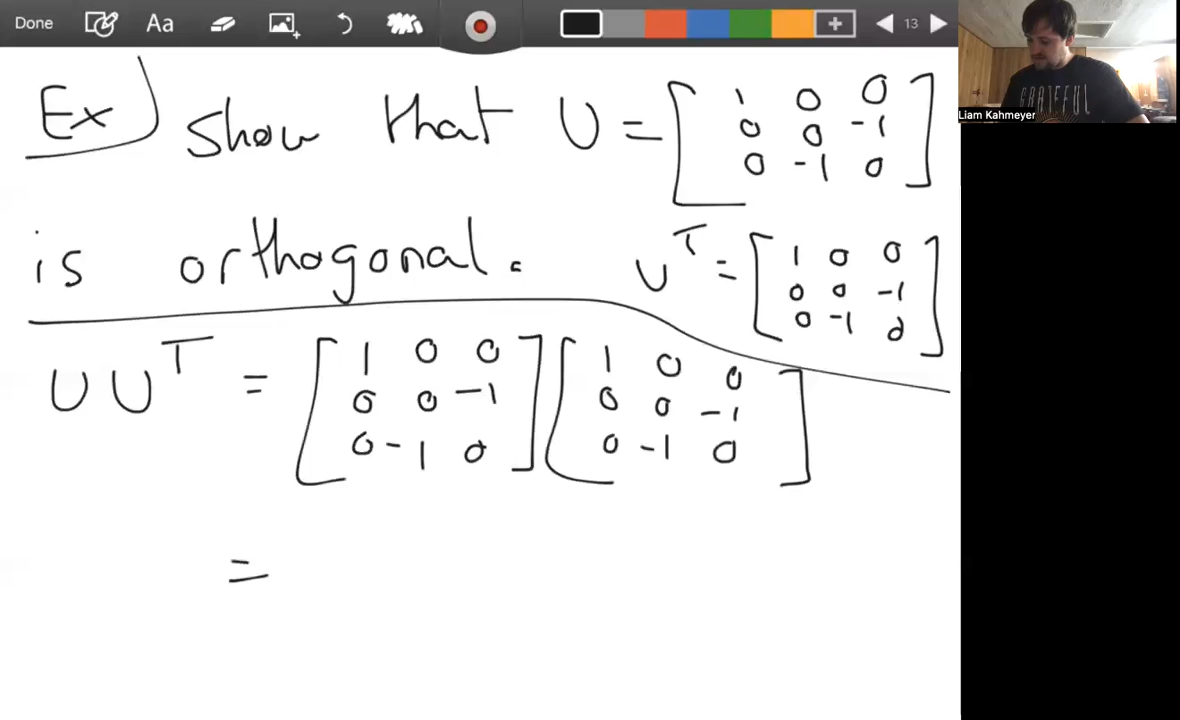 Done Aa 13
GRATEFUL
Liam Kahmeyer
Ex) Show that U = [ 1 0 0
0 0 -1
0 -1 0 ]
is orthogonal. U^T = [ 1 0 0
0 0 -1
0 -1 0 ]
U U^T = [ 1 0 0 ] [ 1 0 0 ]
[ 0 0 -1 ] [ 0 0 -1 ]
[ 0 -1 0 ] [ 0 -1 0 ]
=